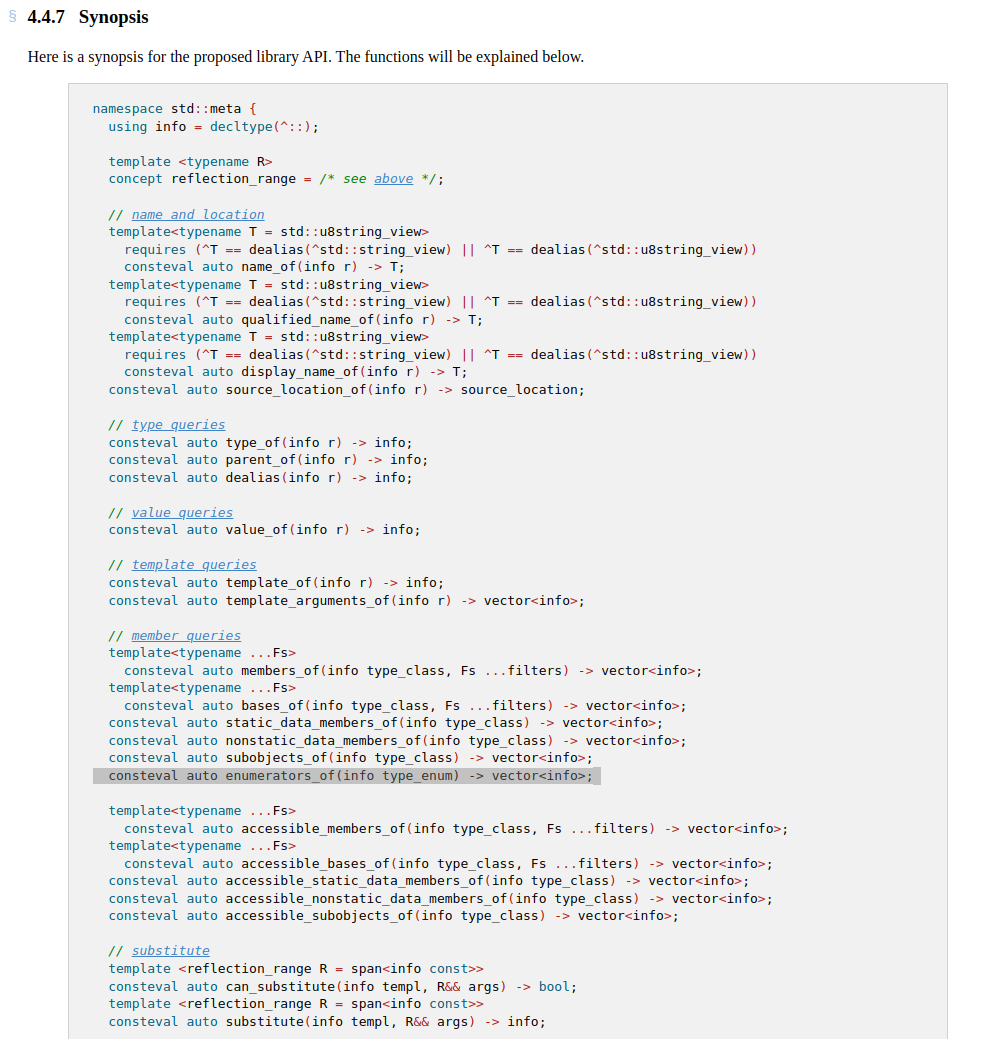 § 4.4.7 Synopsis
Here is a synopsis for the proposed library API. The functions will be explained below.
namespace std::meta {
  using info = decltype(^::);

  template <typename R>
  concept reflection_range = /* see above */;

  // name and location
  template<typename T = std::u8string_view>
    requires (^T == dealias(^std::string_view) || ^T == dealias(^std::u8string_view))
    consteval auto name_of(info r) -> T;
  template<typename T = std::u8string_view>
    requires (^T == dealias(^std::string_view) || ^T == dealias(^std::u8string_view))
    consteval auto qualified_name_of(info r) -> T;
  template<typename T = std::u8string_view>
    requires (^T == dealias(^std::string_view) || ^T == dealias(^std::u8string_view))
    consteval auto display_name_of(info r) -> T;
  consteval auto source_location_of(info r) -> source_location;

  // type queries
  consteval auto type_of(info r) -> info;
  consteval auto parent_of(info r) -> info;
  consteval auto dealias(info r) -> info;

  // value queries
  consteval auto value_of(info r) -> info;

  // template queries
  consteval auto template_of(info r) -> info;
  consteval auto template_arguments_of(info r) -> vector<info>;

  // member queries
  template<typename ...Fs>
    consteval auto members_of(info type_class, Fs ...filters) -> vector<info>;
  template<typename ...Fs>
    consteval auto bases_of(info type_class, Fs ...filters) -> vector<info>;
  consteval auto static_data_members_of(info type_class) -> vector<info>;
  consteval auto nonstatic_data_members_of(info type_class) -> vector<info>;
  consteval auto subobjects_of(info type_class) -> vector<info>;
  consteval auto enumerators_of(info type_enum) -> vector<info>;

  template<typename ...Fs>
    consteval auto accessible_members_of(info type_class, Fs ...filters) -> vector<info>;
  template<typename ...Fs>
    consteval auto accessible_bases_of(info type_class, Fs ...filters) -> vector<info>;
  consteval auto accessible_static_data_members_of(info type_class) -> vector<info>;
  consteval auto accessible_nonstatic_data_members_of(info type_class) -> vector<info>;
  consteval auto accessible_subobjects_of(info type_class) -> vector<info>;

  // substitute
  template <reflection_range R = span<info const>>
  consteval auto can_substitute(info templ, R&& args) -> bool;
  template <reflection_range R = span<info const>>
  consteval auto substitute(info templ, R&& args) -> info;